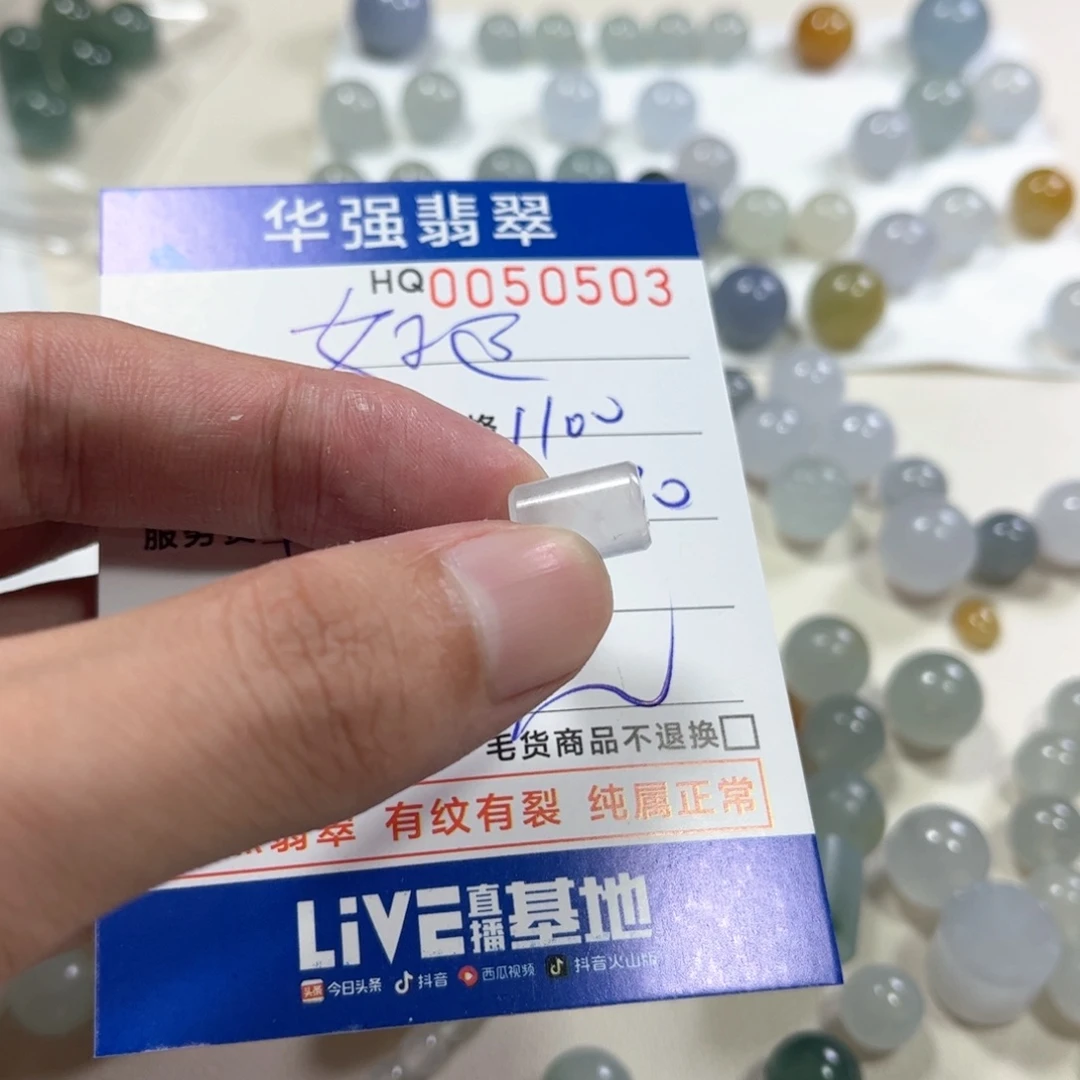 华强翡翠
HQ0050503
1100
毛货商品不退换
翡翠 有纹有裂 纯属正常
LiVE直播基地
今日头条 抖音 西瓜视频 抖音火山版